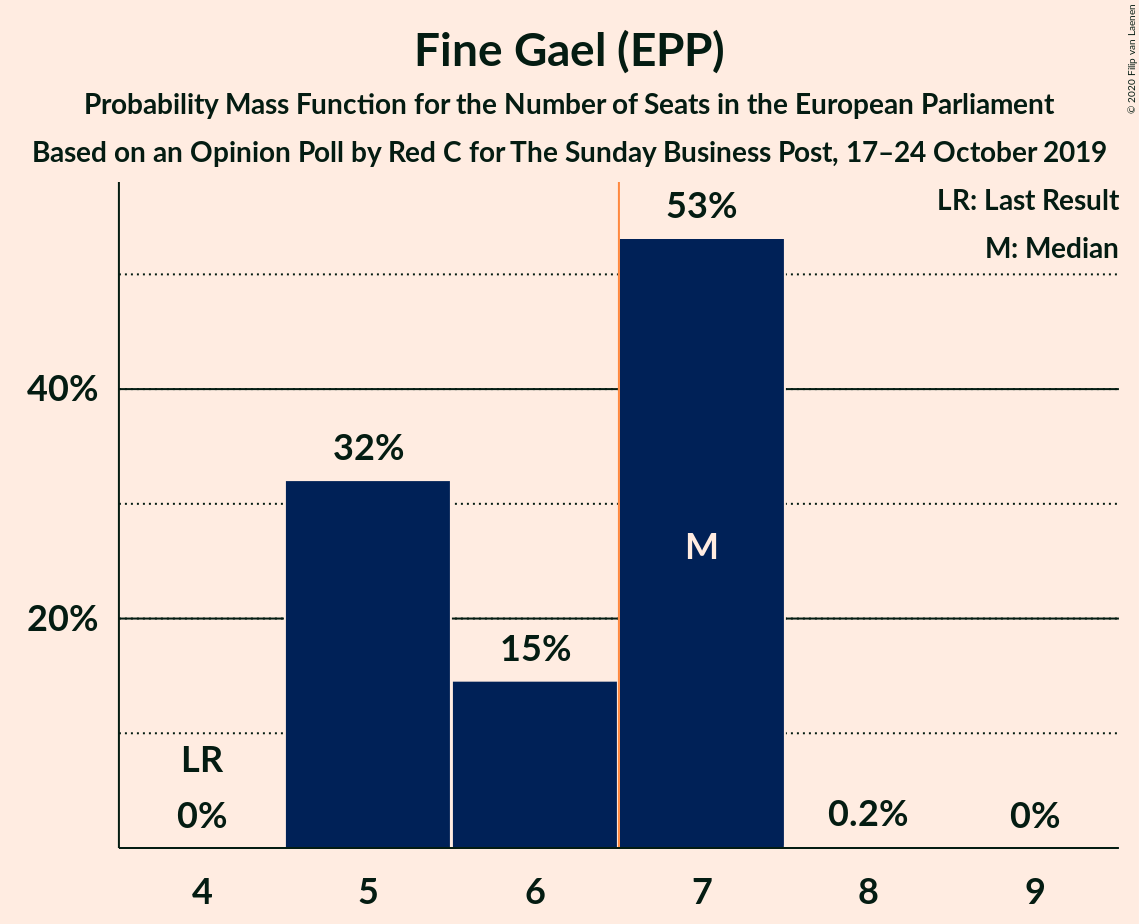 Fine Gael (EPP)
Probability Mass Function for the Number of Seats in the European Parliament
Based on an Opinion Poll by Red C for The Sunday Business Post, 17–24 October 2019
© 2020 Filip van Laenen
LR: Last Result
M: Median
53%
40%
32%
M
20%
15%
LR
0%
0.2%
0%
4
5
6
7
8
9